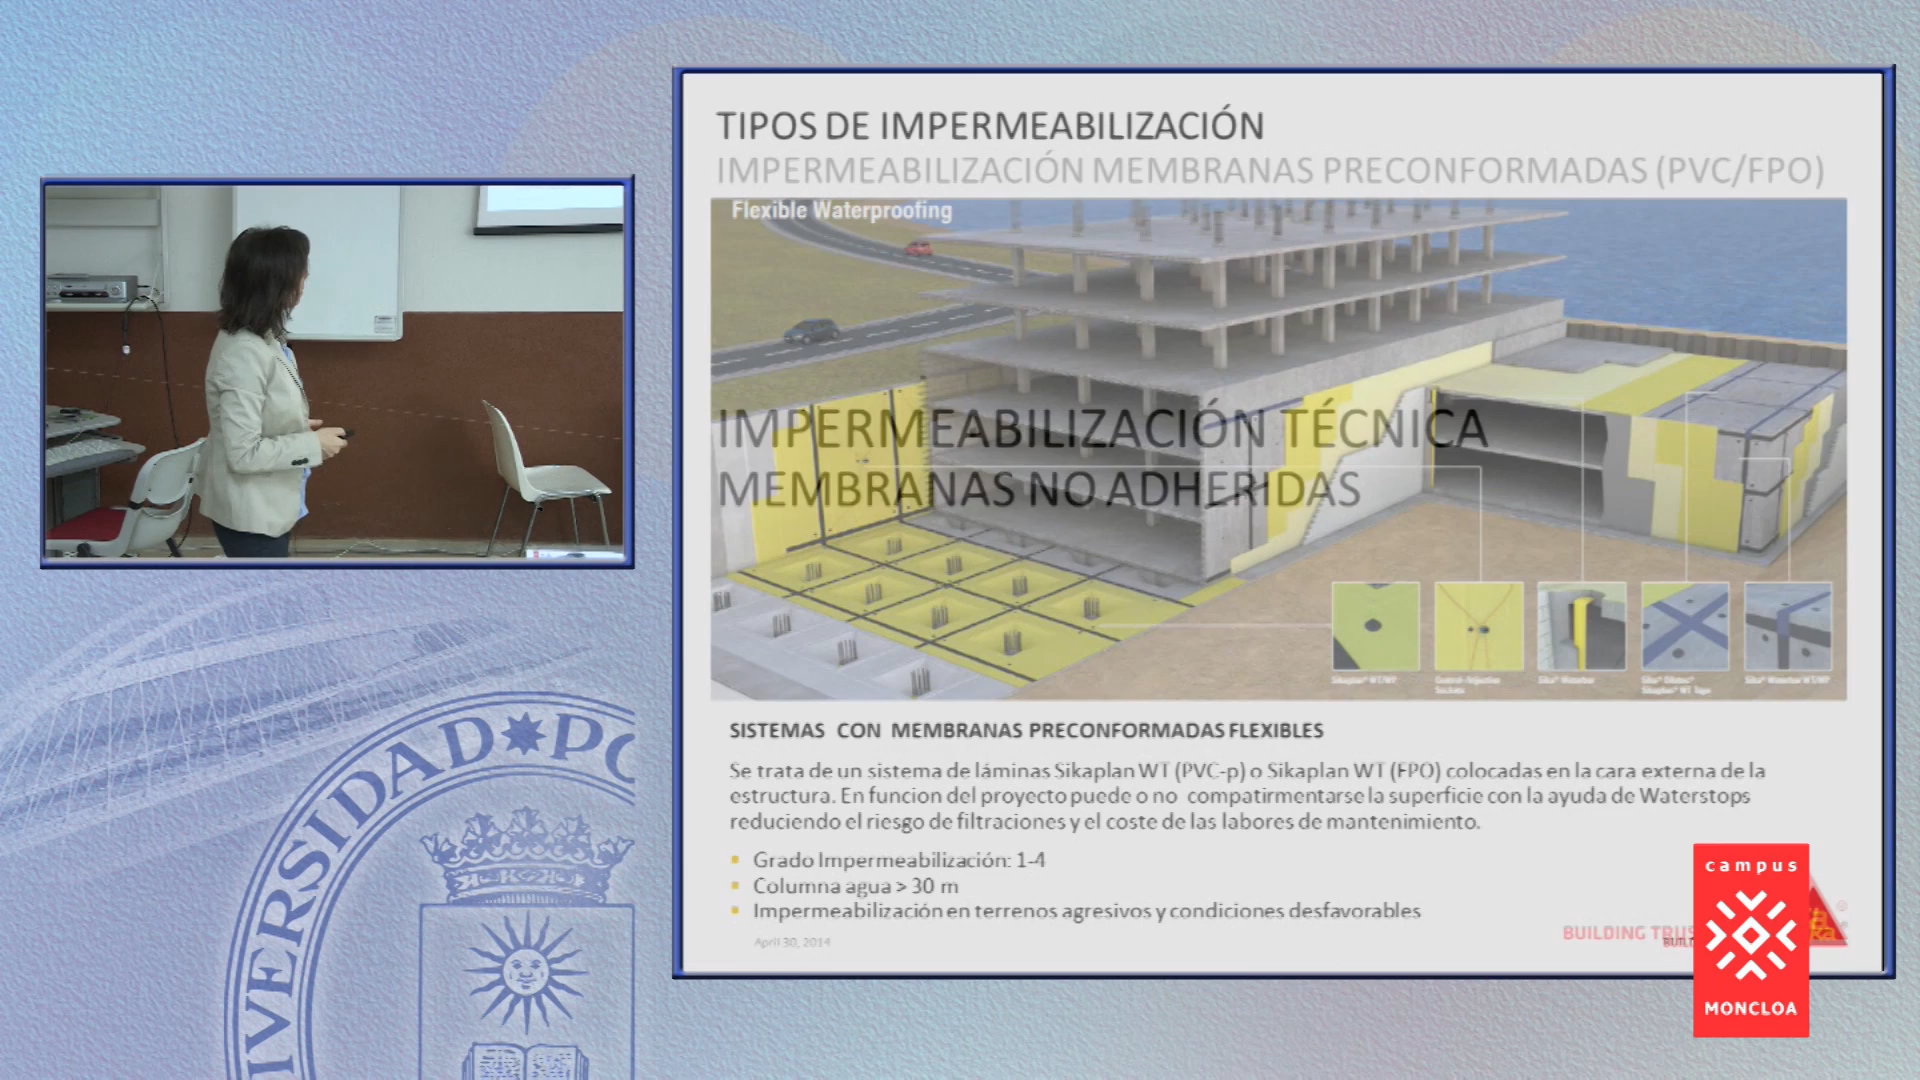 TIPOS DE IMPERMEABILIZACIÓN
IMPERMEABILIZACIÓN MEMBRANAS PRECONFORMADAS (PVC/FPO)
Flexible Waterproofing
IMPERMEABILIZACIÓN TÉCNICA
MEMBRANAS NO ADHERIDAS
SISTEMAS CON MEMBRANAS PRECONFORMADAS FLEXIBLES
Se trata de un sistema de láminas Sikaplan WT (PVC-p) o Sikaplan WT (FPO) colocadas en la cara externa de la
estructura. En funcion del proyecto puede o no compatirmentarse la superficie con la ayuda de Waterstops
reduciendo el riesgo de filtraciones y el coste de las labores de mantenimiento.
Grado Impermeabilización: 1-4
Columna agua > 30 m
Impermeabilización en terrenos agresivos y condiciones desfavorables
April 30, 2014
BUILDING TRUS
campus
MONCLOA
VERSIDAD PO